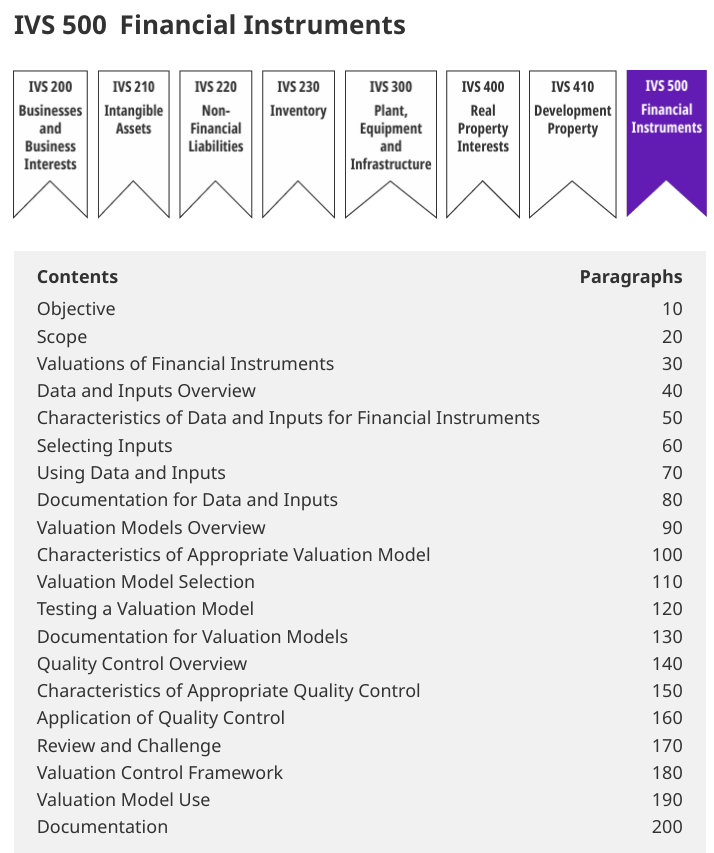 IVS 500 Financial Instruments
IVS 200
Businesses
and
Business
Interests
IVS 210
Intangible
Assets
IVS 220
Non-
Financial
Liabilities
IVS 230
Inventory
IVS 300
Plant,
Equipment
and
Infrastructure
IVS 400
Real
Property
Interests
IVS 410
Development
Property
IVS 500
Financial
Instruments
Contents Paragraphs
Objective 10
Scope 20
Valuations of Financial Instruments 30
Data and Inputs Overview 40
Characteristics of Data and Inputs for Financial Instruments 50
Selecting Inputs 60
Using Data and Inputs 70
Documentation for Data and Inputs 80
Valuation Models Overview 90
Characteristics of Appropriate Valuation Model 100
Valuation Model Selection 110
Testing a Valuation Model 120
Documentation for Valuation Models 130
Quality Control Overview 140
Characteristics of Appropriate Quality Control 150
Application of Quality Control 160
Review and Challenge 170
Valuation Control Framework 180
Valuation Model Use 190
Documentation 200